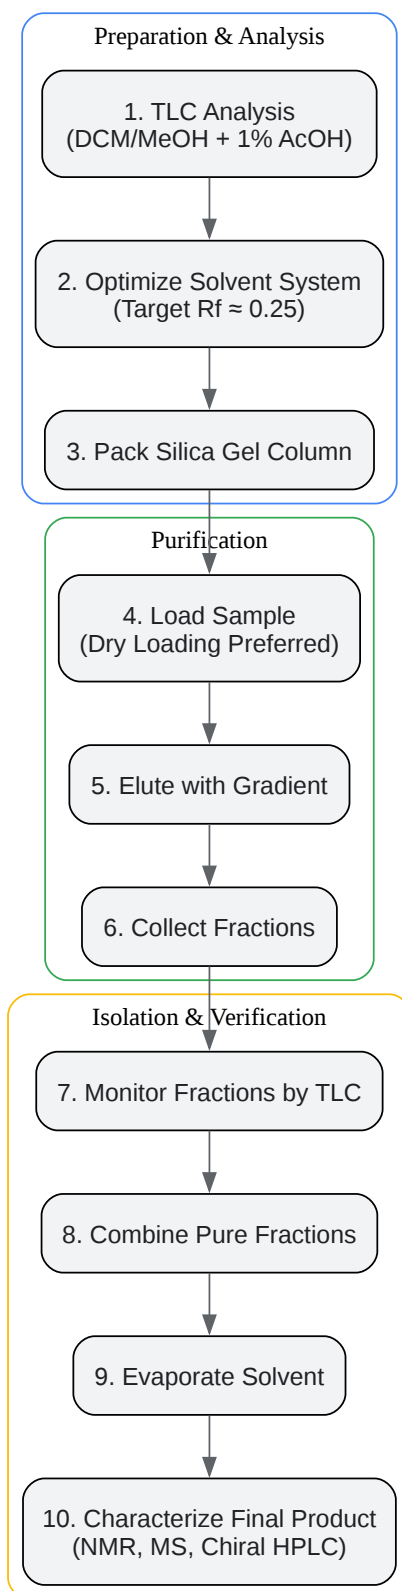 Preparation & Analysis
1. TLC Analysis
(DCM/MeOH + 1% AcOH)
2. Optimize Solvent System
(Target Rf ≈ 0.25)
3. Pack Silica Gel Column
Purification
4. Load Sample
(Dry Loading Preferred)
5. Elute with Gradient
6. Collect Fractions
Isolation & Verification
7. Monitor Fractions by TLC
8. Combine Pure Fractions
9. Evaporate Solvent
10. Characterize Final Product
(NMR, MS, Chiral HPLC)